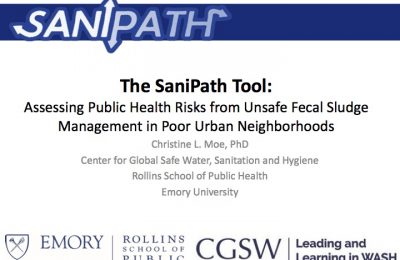 SANIPATH
The SaniPath Tool:
Assessing Public Health Risks from Unsafe Fecal Sludge
Management in Poor Urban Neighborhoods
Christine L. Moe, PhD
Center for Global Safe Water, Sanitation and Hygiene
Rollins School of Public Health
Emory University
EMORY
ROLLINS
SCHOOL OF
PUBLIC
CGSW
Leading and
Learning in WASH